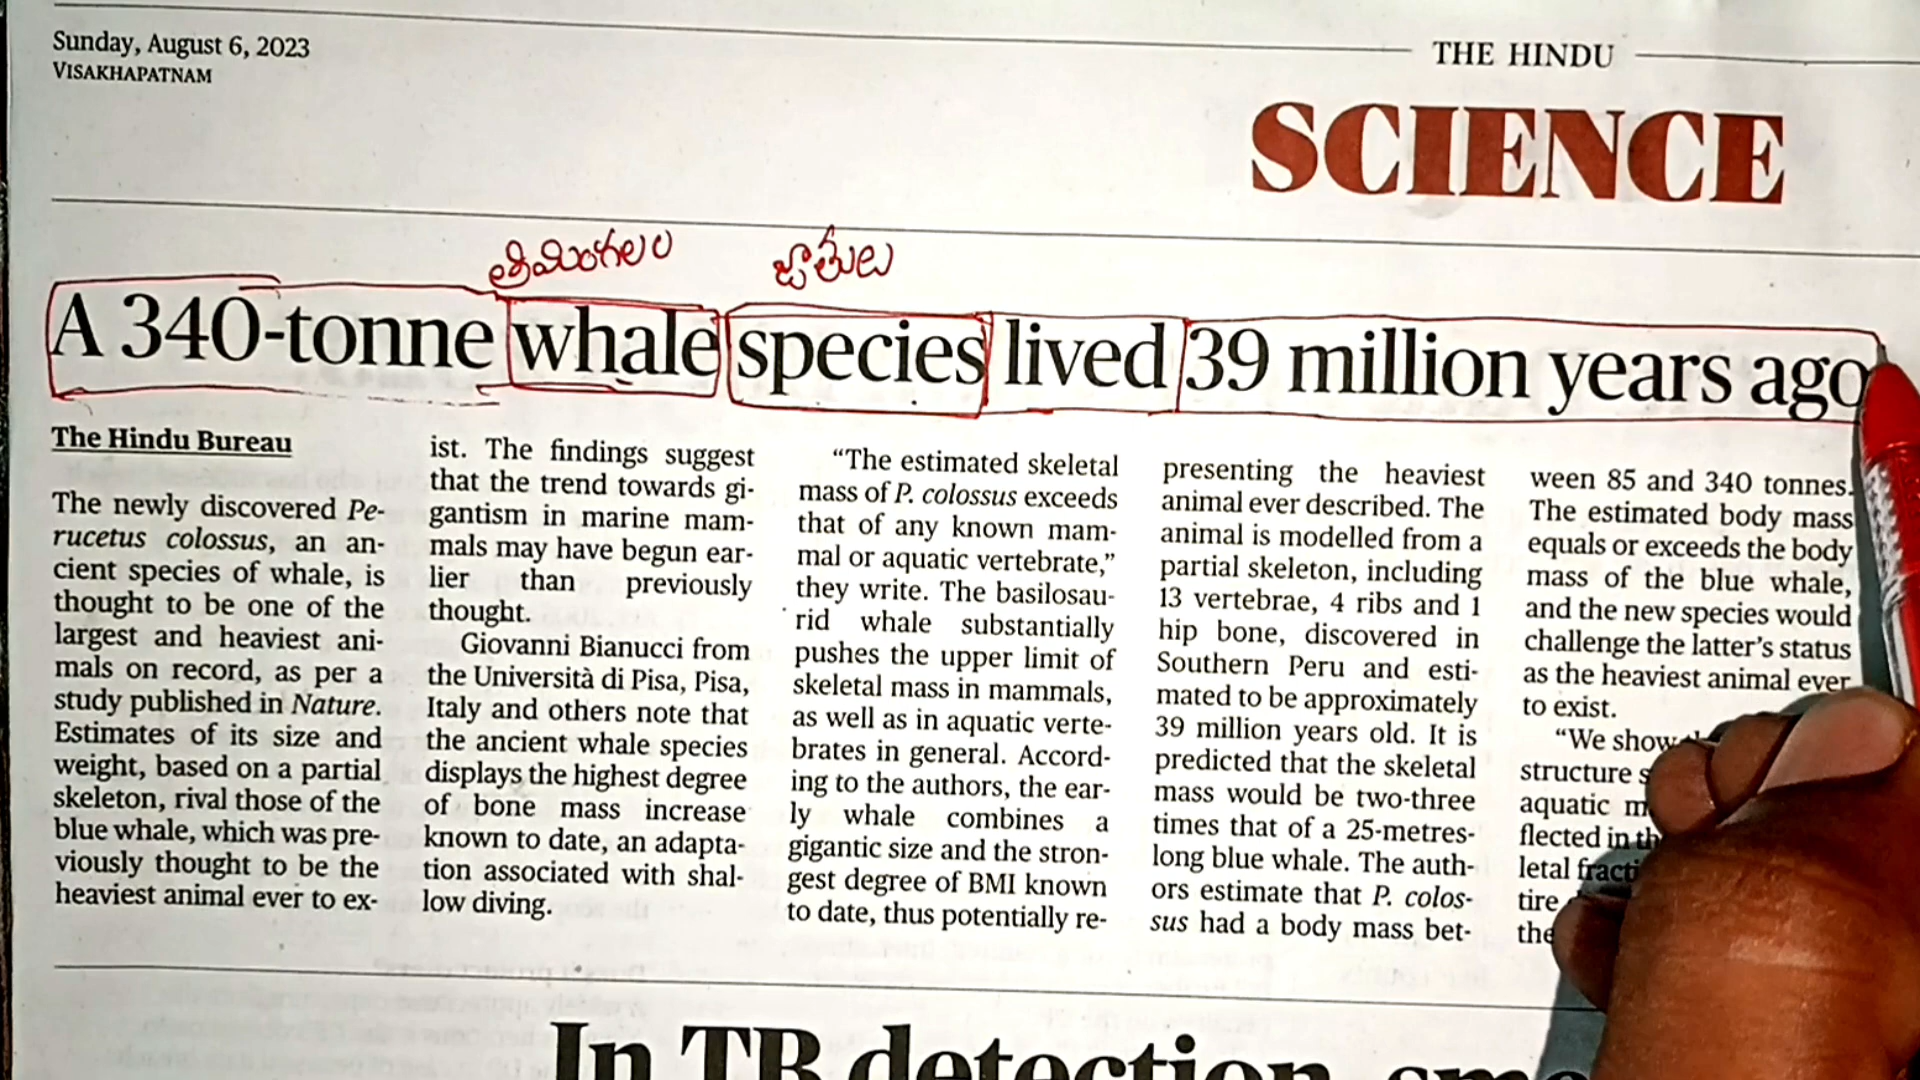 Sunday, August 6, 2023
VISAKHAPATNAM
THE HINDU
SCIENCE
తిమింగలం
జాతులు
A 340-tonne whale species lived 39 million years ago
The Hindu Bureau
The newly discovered Pe-
rucetus colossus, an an-
cient species of whale, is
thought to be one of the
largest and heaviest ani-
mals on record, as per a
study published in Nature.
Estimates of its size and
weight, based on a partial
skeleton, rival those of the
blue whale, which was pre-
viously thought to be the
heaviest animal ever to ex-
ist. The findings suggest
that the trend towards gi-
gantism in marine mam-
mals may have begun ear-
lier than previously
thought.
Giovanni Bianucci from
the Università di Pisa, Pisa,
Italy and others note that
the ancient whale species
displays the highest degree
of bone mass increase
known to date, an adapta-
tion associated with shal-
low diving.
“The estimated skeletal
mass of P. colossus exceeds
that of any known mam-
mal or aquatic vertebrate,”
they write. The basilosau-
rid whale substantially
pushes the upper limit of
skeletal mass in mammals,
as well as in aquatic verte-
brates in general. Accord-
ing to the authors, the ear-
ly whale combines a
gigantic size and the stron-
gest degree of BMI known
to date, thus potentially re-
presenting the heaviest
animal ever described. The
animal is modelled from a
partial skeleton, including
13 vertebrae, 4 ribs and 1
hip bone, discovered in
Southern Peru and esti-
mated to be approximately
39 million years old. It is
predicted that the skeletal
mass would be two-three
times that of a 25-metres-
long blue whale. The auth-
ors estimate that P. colos-
sus had a body mass bet-
ween 85 and 340 tonnes.
The estimated body mass
equals or exceeds the body
mass of the blue whale,
and the new species would
challenge the latter’s status
as the heaviest animal ever
to exist.
“We show
structure
aquatic
flected in
letal
tire
the
In TB detection,